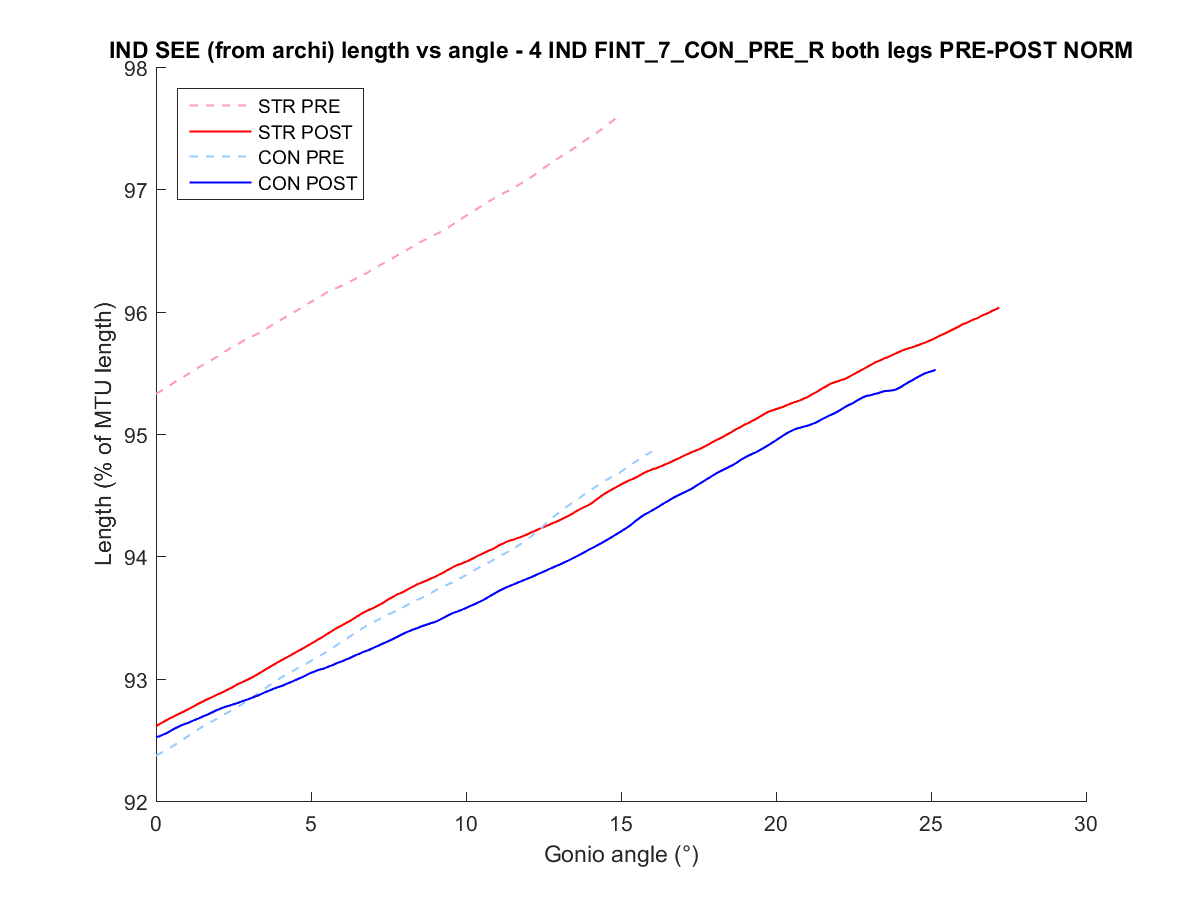 IND SEE (from archi) length vs angle - 4 IND FINT_7_CON_PRE_R both legs PRE-POST NORM
98
97
96
95
94
93
92
Length (% of MTU length)
STR PRE
STR POST
CON PRE
CON POST
0 5 10 15 20 25 30
Gonio angle (°)